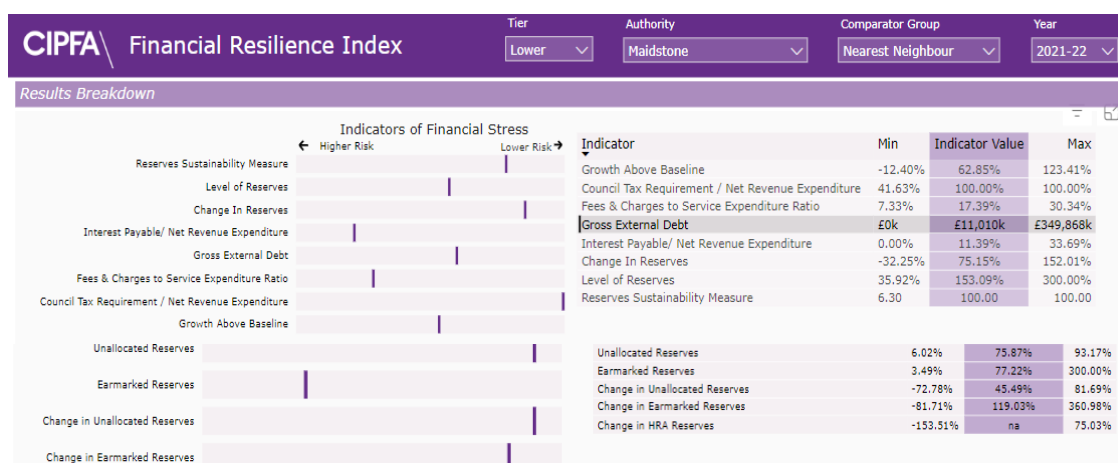 CIPFA\ Financial Resilience Index
Tier Authority Comparator Group Year
Lower Maidstone Nearest Neighbour 2021-22
Results Breakdown
Indicators of Financial Stress
← Higher Risk Lower Risk →
Reserves Sustainability Measure
Level of Reserves
Change In Reserves
Interest Payable/ Net Revenue Expenditure
Gross External Debt
Fees & Charges to Service Expenditure Ratio
Council Tax Requirement / Net Revenue Expenditure
Growth Above Baseline
Unallocated Reserves
Earmarked Reserves
Change in Unallocated Reserves
Change in Earmarked Reserves
Indicator Min Indicator Value Max
Growth Above Baseline -12.40% 62.85% 123.41%
Council Tax Requirement / Net Revenue Expenditure 41.63% 100.00% 100.00%
Fees & Charges to Service Expenditure Ratio 7.33% 17.39% 30.34%
Gross External Debt £0k £11,010k £349,868k
Interest Payable/ Net Revenue Expenditure 0.00% 11.39% 33.69%
Change In Reserves -32.25% 75.15% 152.01%
Level of Reserves 35.92% 153.09% 300.00%
Reserves Sustainability Measure 6.30 100.00 100.00
Unallocated Reserves 6.02% 75.87% 93.17%
Earmarked Reserves 3.49% 77.22% 300.00%
Change in Unallocated Reserves -72.78% 45.49% 81.69%
Change in Earmarked Reserves -81.71% 119.03% 360.98%
Change in HRA Reserves -153.51% na 75.03%